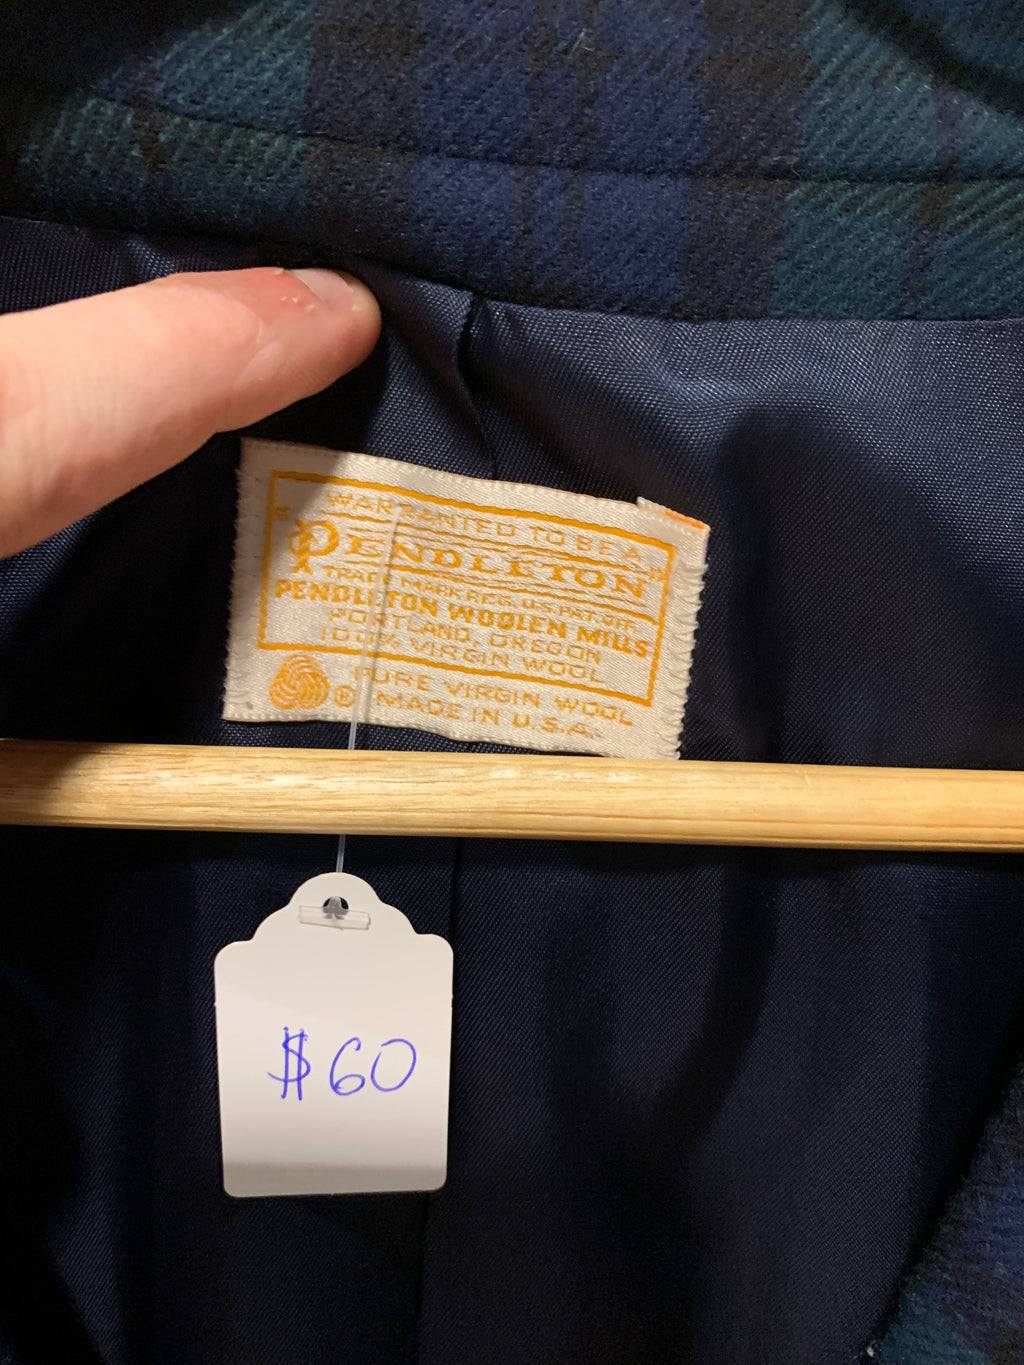 WARRANTED TO BE A
"PENDLETON"
TRADE MARK REG. U.S. PAT. OFF.
PENDLETON WOOLEN MILLS
PORTLAND, OREGON
100% VIRGIN WOOL
® PURE VIRGIN WOOL
MADE IN U.S.A.
$60